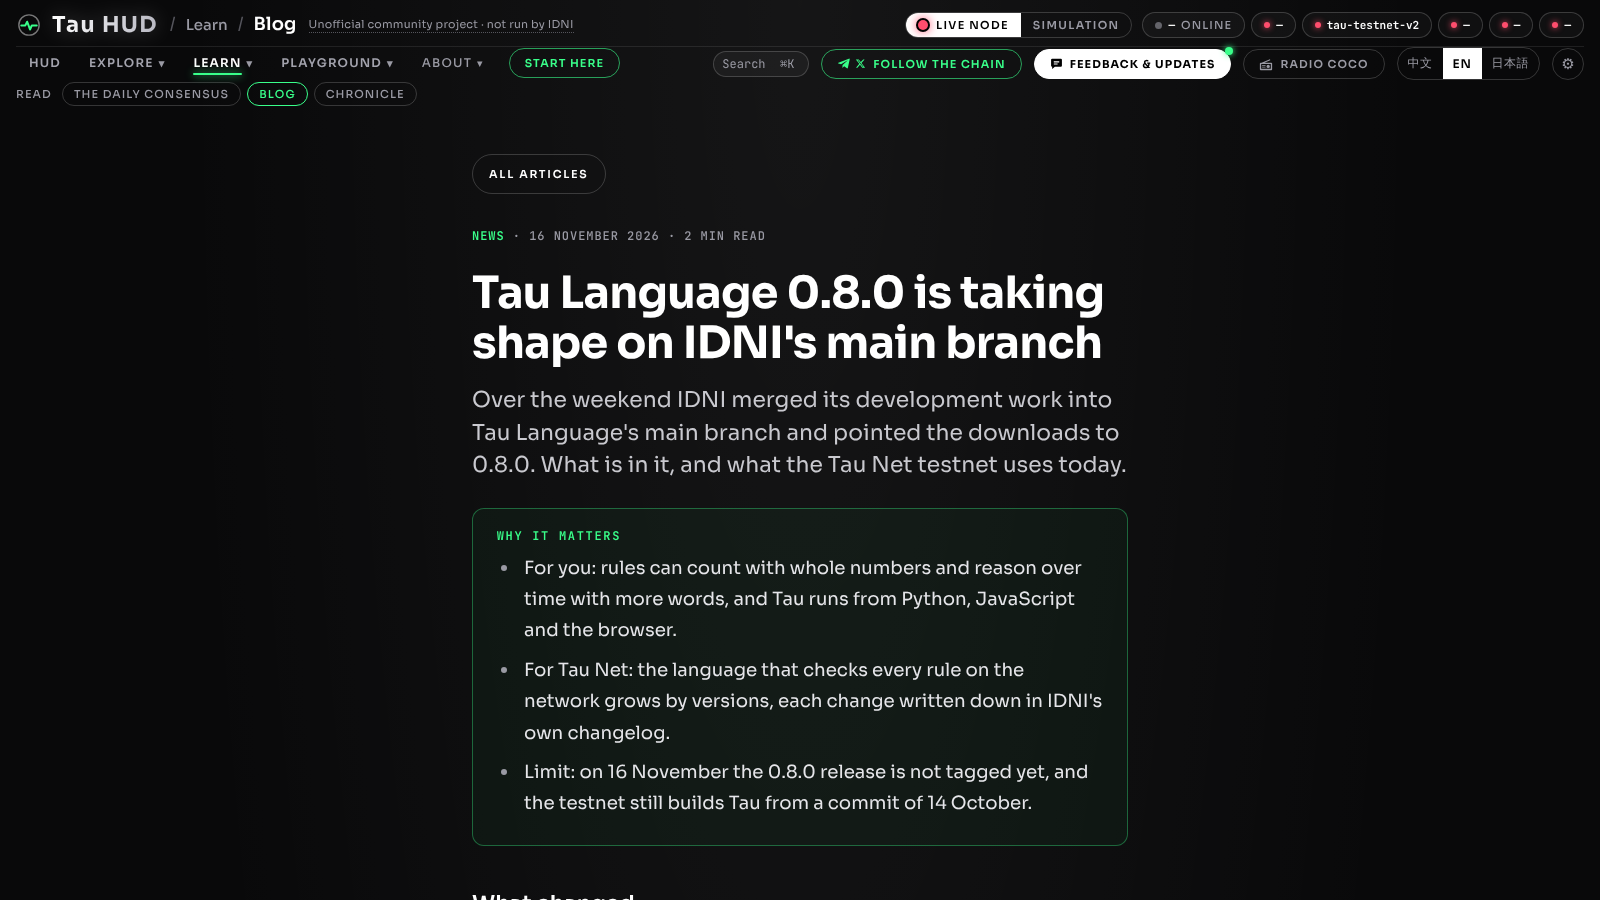 Tau HUD / Learn / Blog Unofficial community project · not run by IDNI LIVE NODE SIMULATION – ONLINE – tau-testnet-v2 – – –
HUD EXPLORE ▾ LEARN ▾ PLAYGROUND ▾ ABOUT ▾ START HERE Search ⌘K FOLLOW THE CHAIN FEEDBACK & UPDATES RADIO COCO 中文 EN 日本語
READ THE DAILY CONSENSUS BLOG CHRONICLE
ALL ARTICLES
NEWS · 16 NOVEMBER 2026 · 2 MIN READ
Tau Language 0.8.0 is taking
shape on IDNI's main branch
Over the weekend IDNI merged its development work into
Tau Language's main branch and pointed the downloads to
0.8.0. What is in it, and what the Tau Net testnet uses today.
WHY IT MATTERS
• For you: rules can count with whole numbers and reason over
time with more words, and Tau runs from Python, JavaScript
and the browser.
• For Tau Net: the language that checks every rule on the
network grows by versions, each change written down in IDNI's
own changelog.
• Limit: on 16 November the 0.8.0 release is not tagged yet, and
the testnet still builds Tau from a commit of 14 October.
What changed